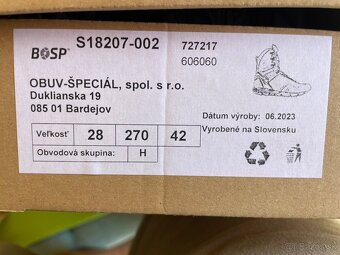 BOSP®
S18207-002
727217
606060
OBUV-ŠPECIÁL, spol. s r.o.
Duklianska 19
085 01 Bardejov
Dátum výroby: 06.2023
Vyrobené na Slovensku
Veľkosť: 28 270 42
Obvodová skupina: H